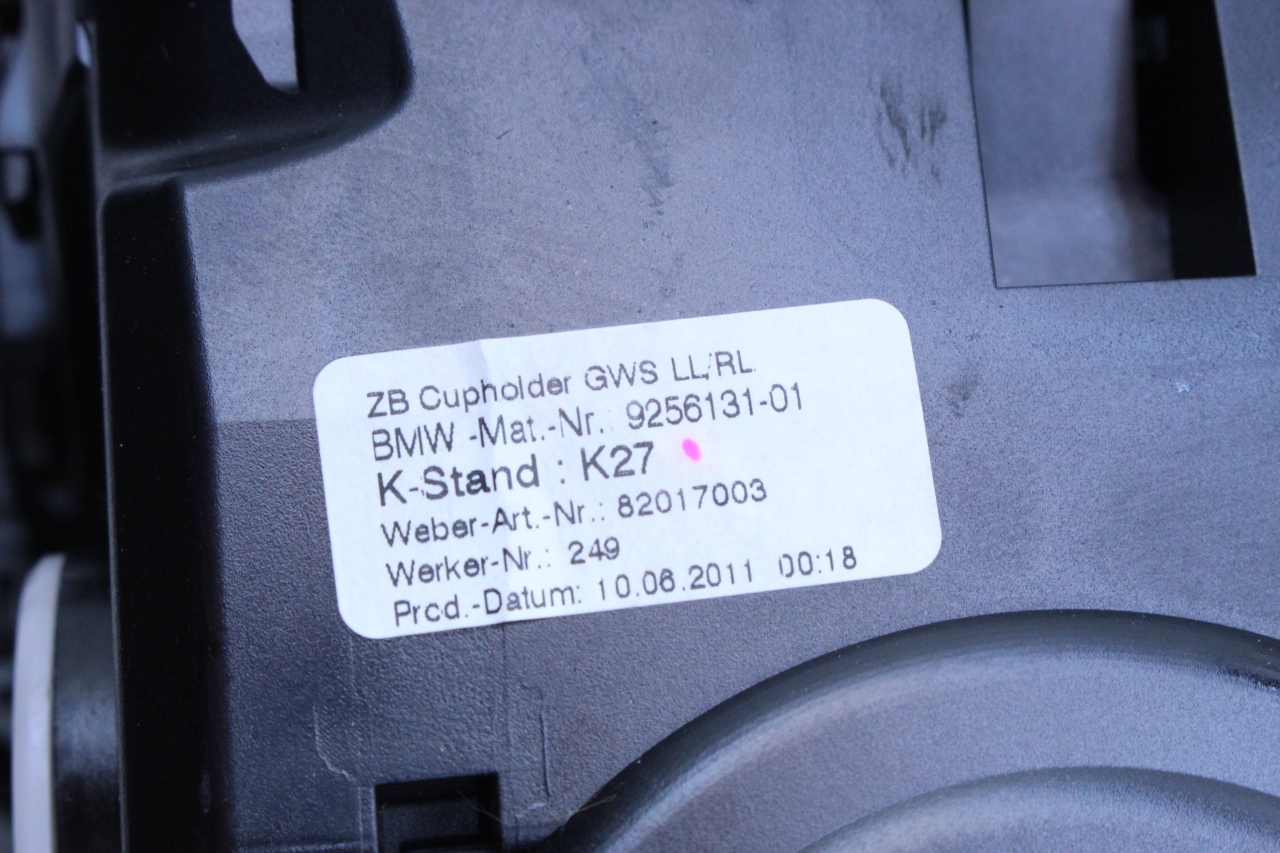 ZB Cupholder GWS LL/RL
BMW -Mat.-Nr.: 9256131-01
K-Stand : K27
Weber-Art.-Nr.: 82017003
Werker-Nr.: 249
Prod.-Datum: 10.06.2011 00:18